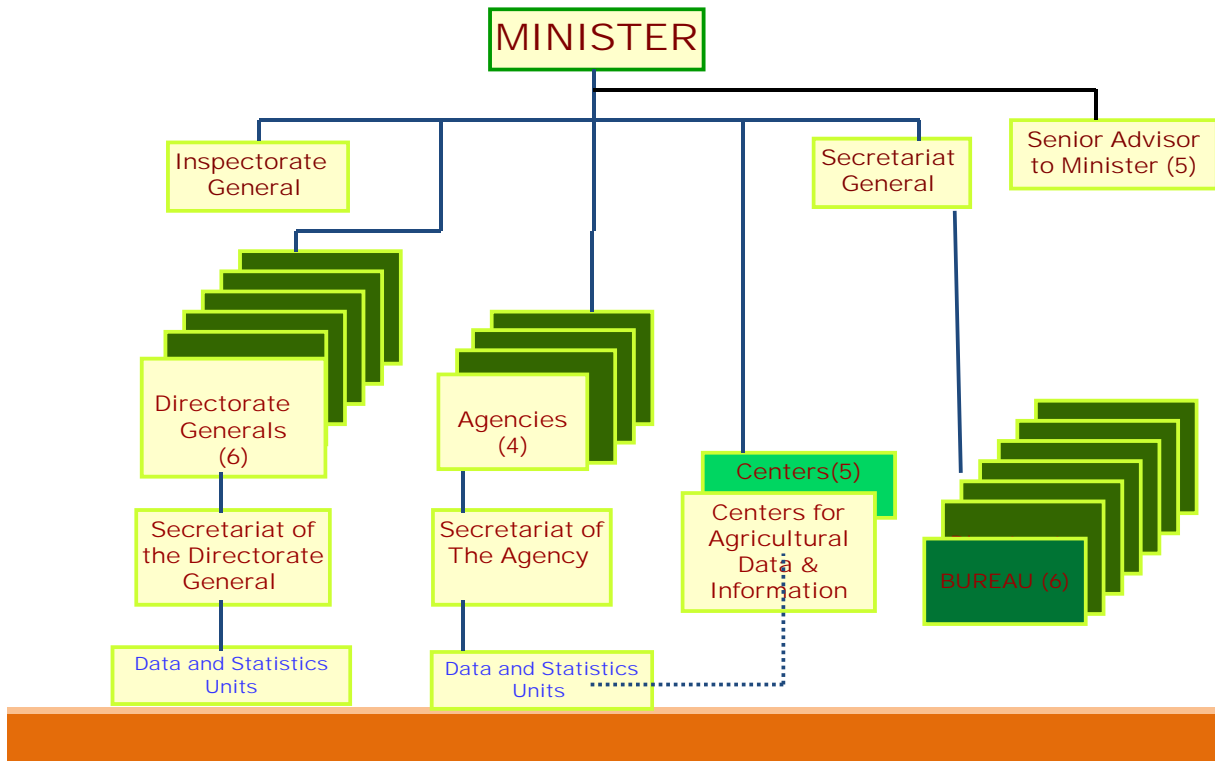 MINISTER
Inspectorate
General
Secretariat
General
Senior Advisor
to Minister (5)
Directorate
Generals
(6)
Agencies
(4)
Centers(5)
Centers for
Agricultural
Data &
Information
BUREAU (6)
Secretariat of
the Directorate
General
Secretariat of
The Agency
Data and Statistics
Units
Data and Statistics
Units